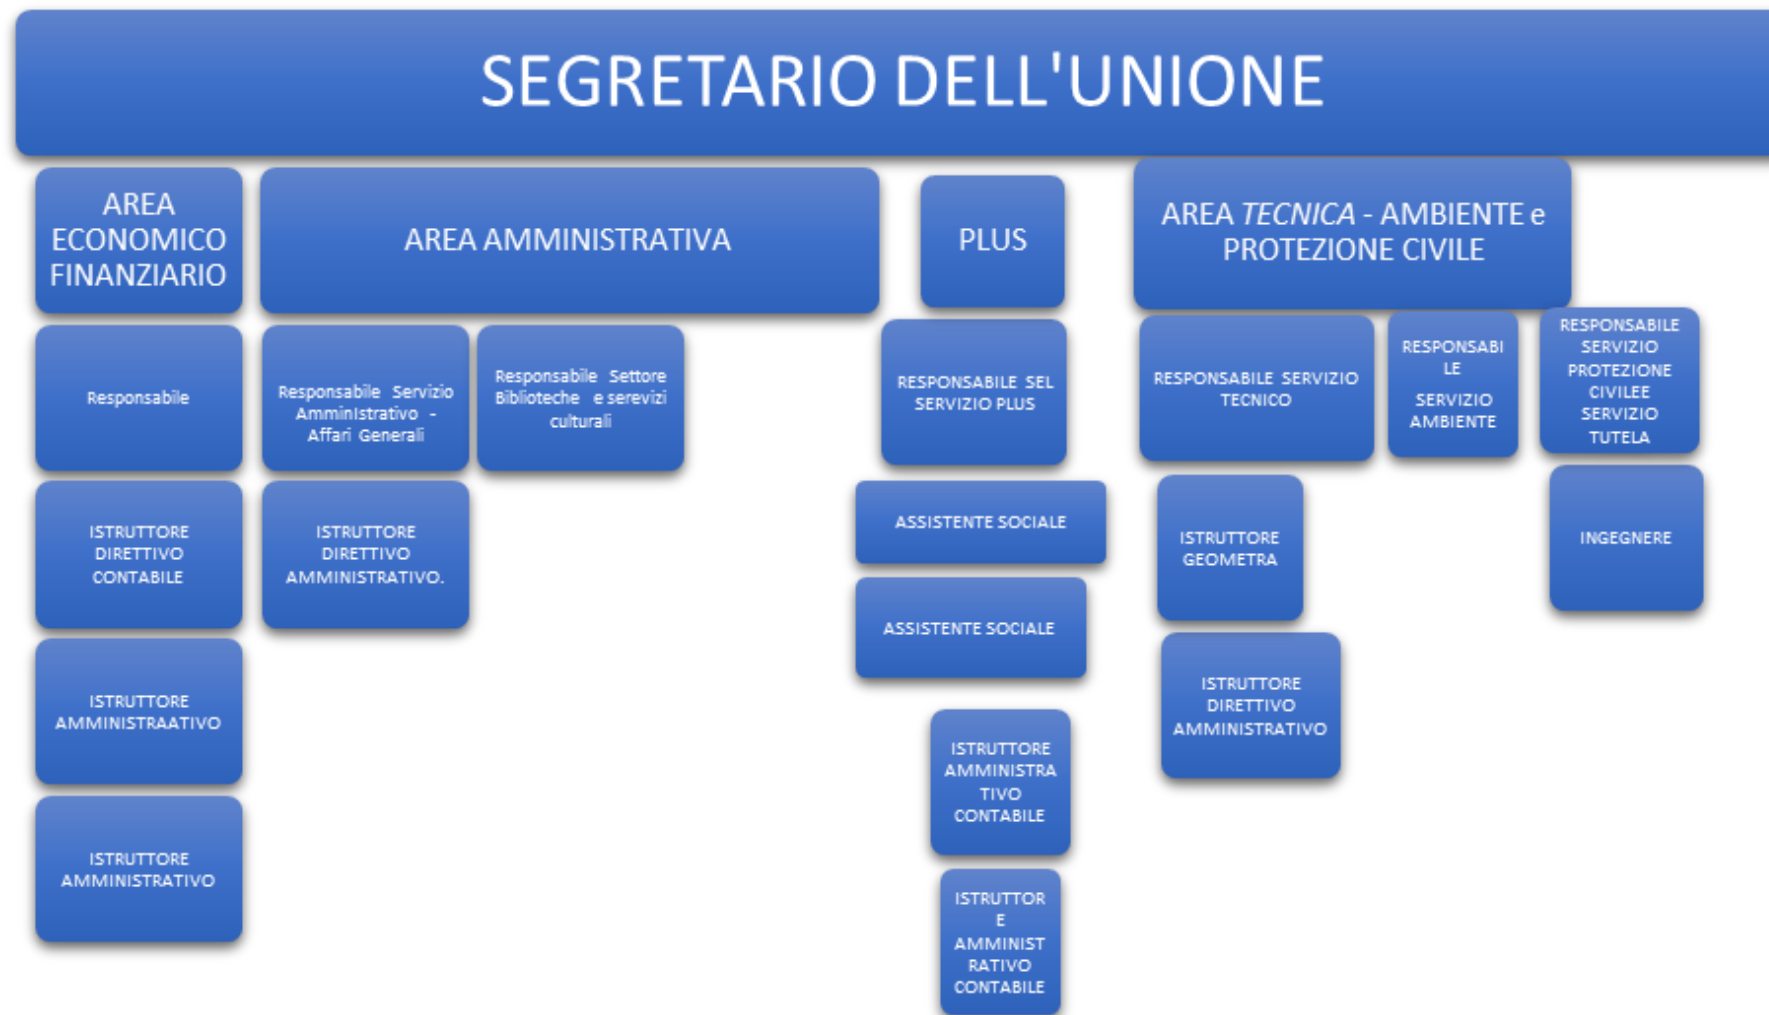 SEGRETARIO DELL'UNIONE
AREA
ECONOMICO
FINANZIARIO
AREA AMMINISTRATIVA
PLUS
AREA TECNICA - AMBIENTE e
PROTEZIONE CIVILE
Responsabile
Responsabile Servizio
Amministrativo -
Affari Generali
Responsabile Settore
Biblioteche e serevizi
culturali
RESPONSABILE SEL
SERVIZIO PLUS
RESPONSABILE SERVIZIO
TECNICO
RESPONSABI
LE
SERVIZIO
AMBIENTE
RESPONSABILE
SERVIZIO
PROTEZIONE
CIVILEE
SERVIZIO
TUTELA
ISTRUTTORE
DIRETTIVO
CONTABILE
ISTRUTTORE
DIRETTIVO
AMMINISTRATIVO.
ASSISTENTE SOCIALE
ISTRUTTORE
GEOMETRA
INGEGNERE
ASSISTENTE SOCIALE
ISTRUTTORE
AMMINISTRAATIVO
ISTRUTTORE
DIRETTIVO
AMMINISTRATIVO
ISTRUTTORE
AMMINISTRA
TIVO
CONTABILE
ISTRUTTORE
AMMINISTRATIVO
ISTRUTTOR
E
AMMINIST
RATIVO
CONTABILE